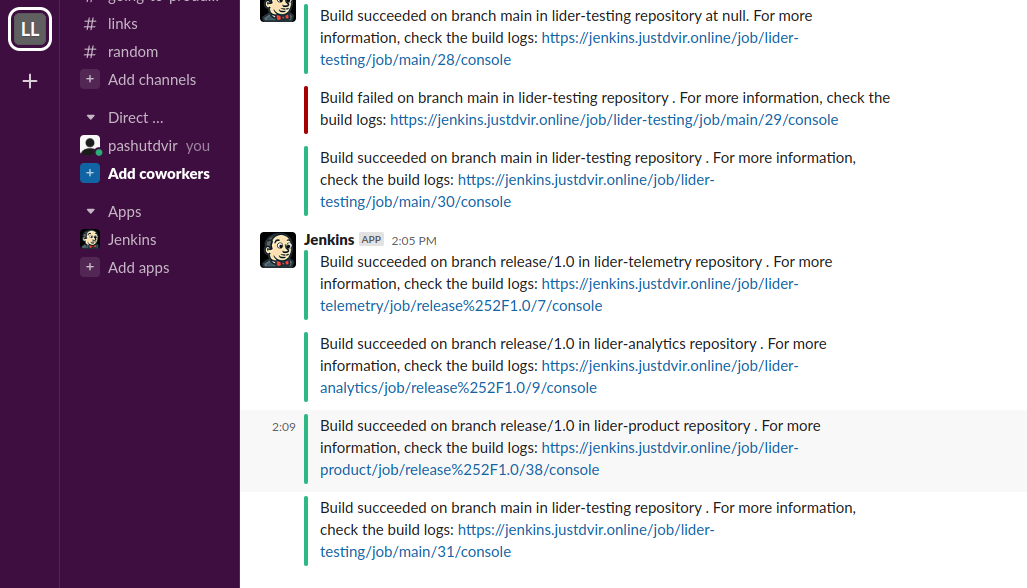 LL
# links
# random
+ Add channels
Direct ...
pashutdvir you
+ Add coworkers
Apps
Jenkins
+ Add apps
+
Build succeeded on branch main in lider-testing repository at null. For more
information, check the build logs: https://jenkins.justdvir.online/job/lider-
testing/job/main/28/console
Build failed on branch main in lider-testing repository . For more information, check the
build logs: https://jenkins.justdvir.online/job/lider-testing/job/main/29/console
Build succeeded on branch main in lider-testing repository . For more information,
check the build logs: https://jenkins.justdvir.online/job/lider-
testing/job/main/30/console
Jenkins APP 2:05 PM
Build succeeded on branch release/1.0 in lider-telemetry repository . For more
information, check the build logs: https://jenkins.justdvir.online/job/lider-
telemetry/job/release%252F1.0/7/console
Build succeeded on branch release/1.0 in lider-analytics repository . For more
information, check the build logs: https://jenkins.justdvir.online/job/lider-
analytics/job/release%252F1.0/9/console
2:09
Build succeeded on branch release/1.0 in lider-product repository . For more
information, check the build logs: https://jenkins.justdvir.online/job/lider-
product/job/release%252F1.0/38/console
Build succeeded on branch main in lider-testing repository . For more information,
check the build logs: https://jenkins.justdvir.online/job/lider-
testing/job/main/31/console